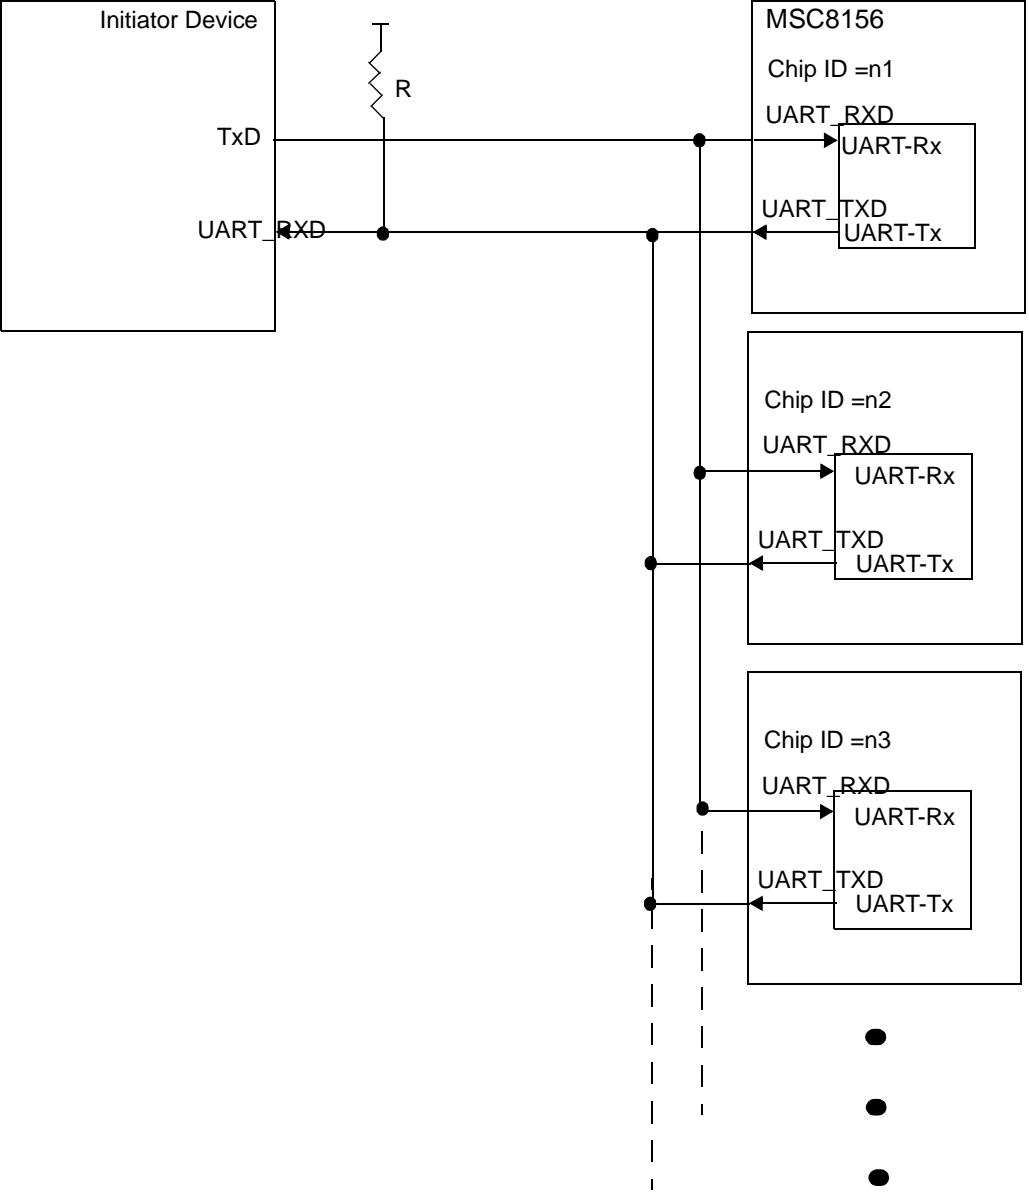 Initiator Device
R
TxD
UART_RXD
MSC8156
Chip ID =n1
UART_RXD
UART-Rx
UART_TXD
UART-Tx
Chip ID =n2
UART_RXD
UART-Rx
UART_TXD
UART-Tx
Chip ID =n3
UART_RXD
UART-Rx
UART_TXD
UART-Tx